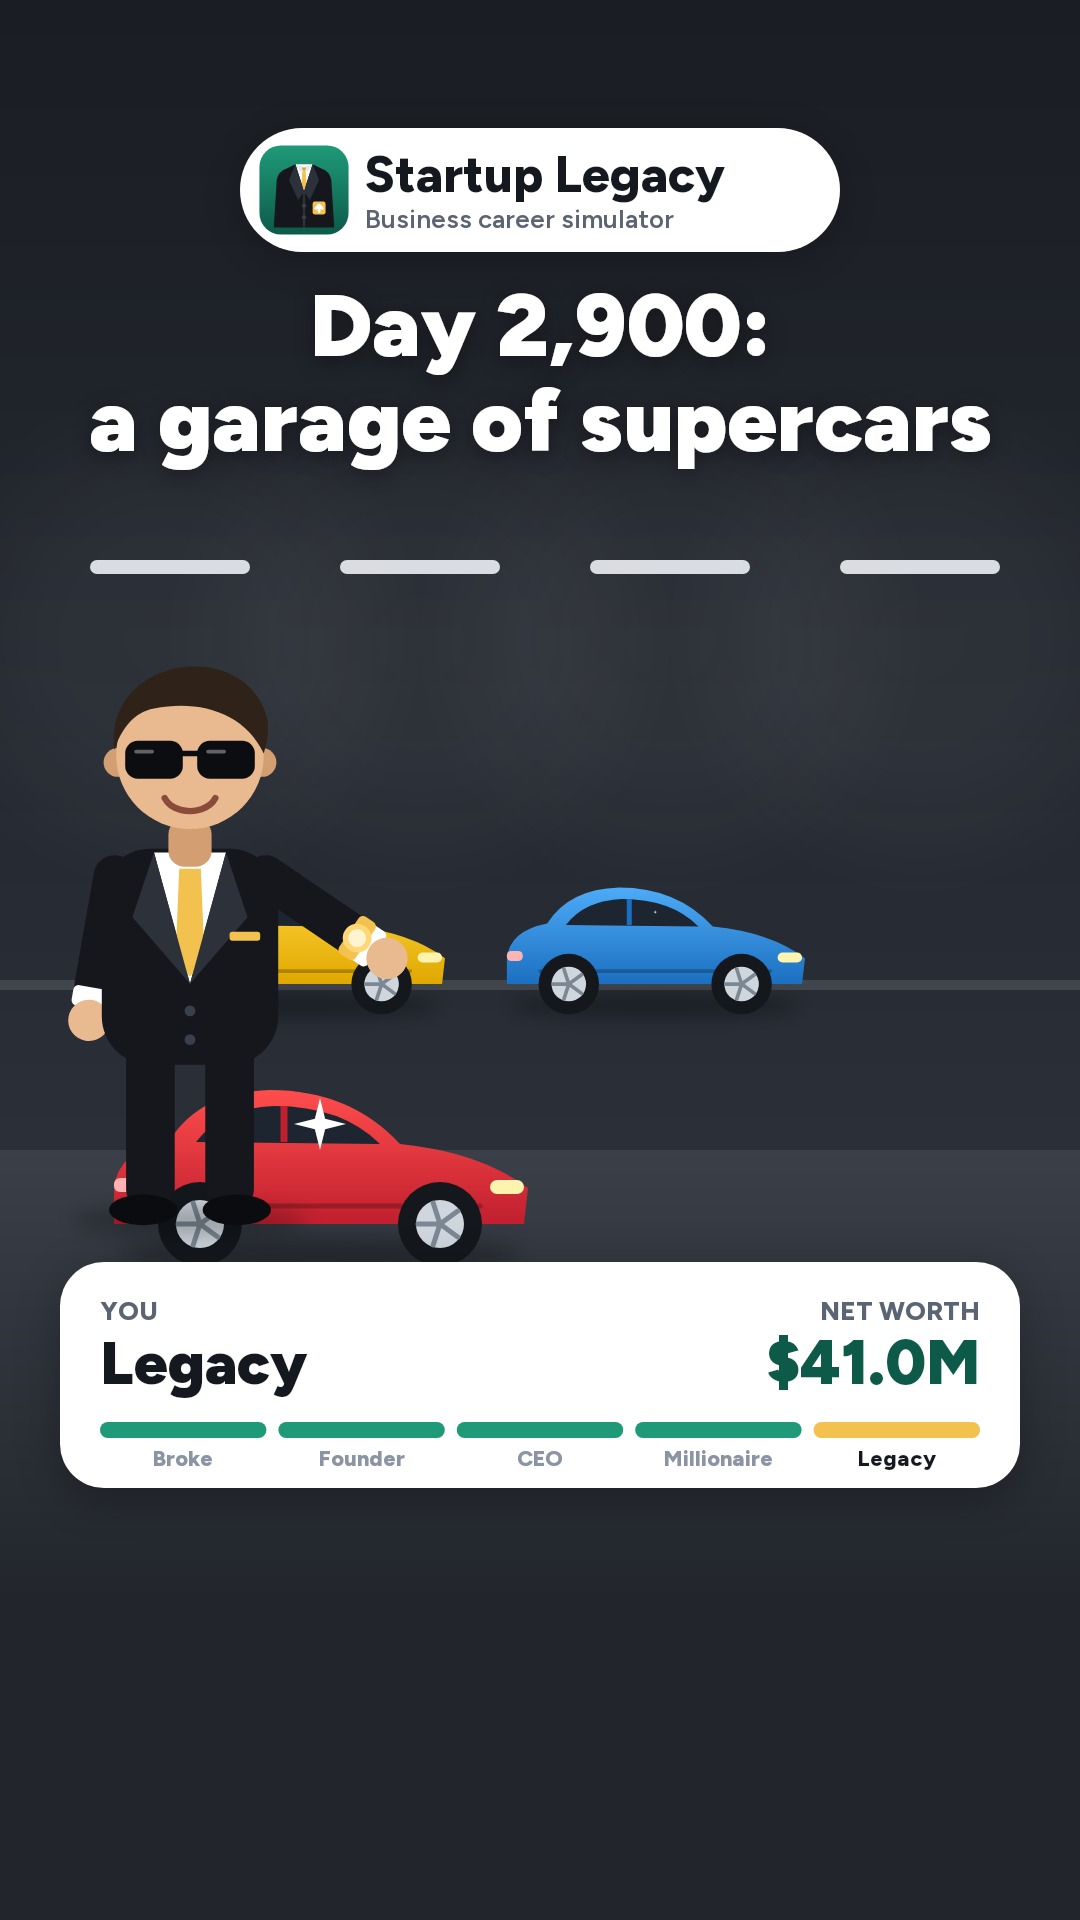 Startup Legacy
Business career simulator
Day 2,900:
a garage of supercars
YOU
NET WORTH
Legacy
$41.0M
Broke
Founder
CEO
Millionaire
Legacy